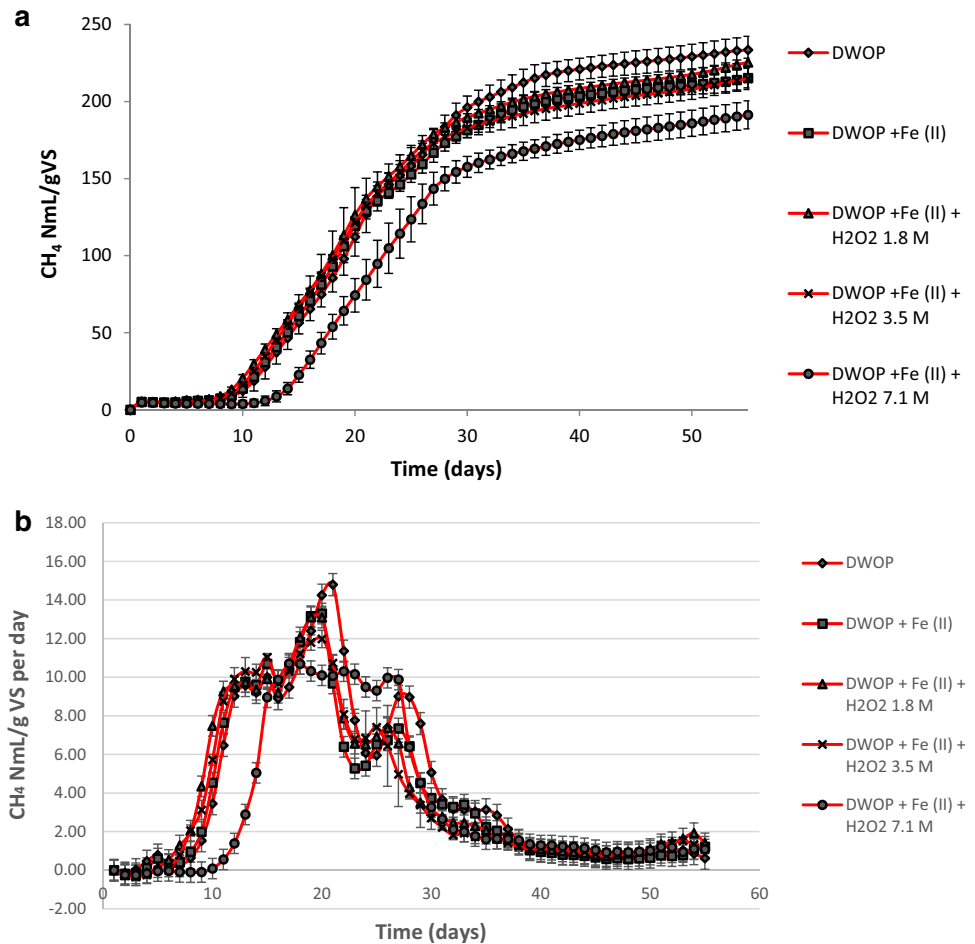 a
250
200
150
100
50
0
0 10 20 30 40 50
CH4 NmL/gVS
Time (days)
DWOP
DWOP +Fe (II)
DWOP +Fe (II) +
H2O2 1.8 M
DWOP +Fe (II) +
H2O2 3.5 M
DWOP +Fe (II) +
H2O2 7.1 M
b
18.00
16.00
14.00
12.00
10.00
8.00
6.00
4.00
2.00
0.00
-2.00
0 10 20 30 40 50 60
CH4 NmL/g VS per day
Time (days)
DWOP
DWOP + Fe (II)
DWOP + Fe (II) +
H2O2 1.8 M
DWOP + Fe (II) +
H2O2 3.5 M
DWOP + Fe (II) +
H2O2 7.1 M